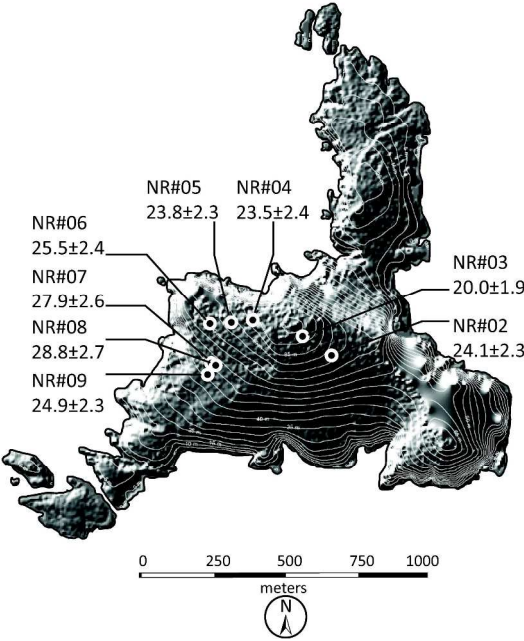 NR#05
23.8±2.3
NR#04
23.5±2.4
NR#06
25.5±2.4
NR#07
27.9±2.6
NR#08
28.8±2.7
NR#09
24.9±2.3
NR#03
20.0±1.9
NR#02
24.1±2.3
40 m
0 250 500 750 1000
meters
N